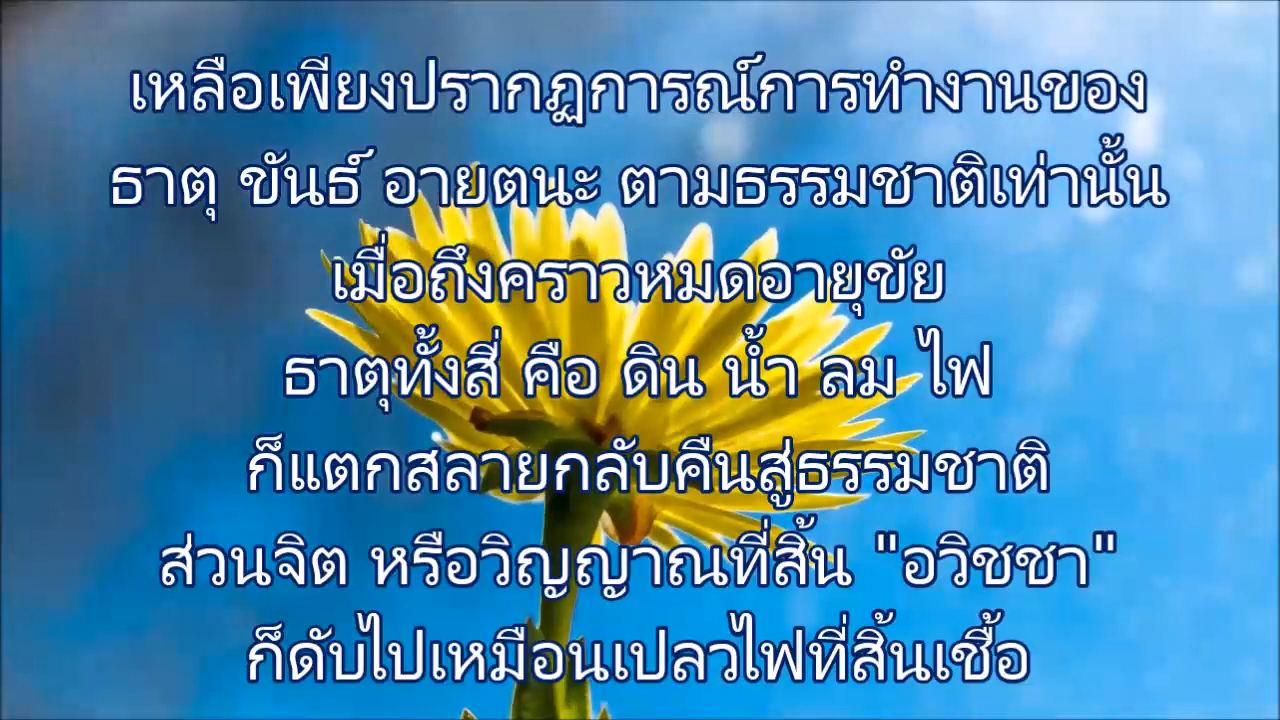 เหลือเพียงปรากฏการณ์การทำงานของ
ธาตุ ขันธ์ อายตนะ ตามธรรมชาติเท่านั้น
เมื่อถึงคราวหมดอายุขัย
ธาตุทั้งสี่ คือ ดิน น้ำ ลม ไฟ
ก็แตกสลายกลับคืนสู่ธรรมชาติ
ส่วนจิต หรือวิญญาณที่สิ้น "อวิชชา"
ก็ดับไปเหมือนเปลวไฟที่สิ้นเชื้อ